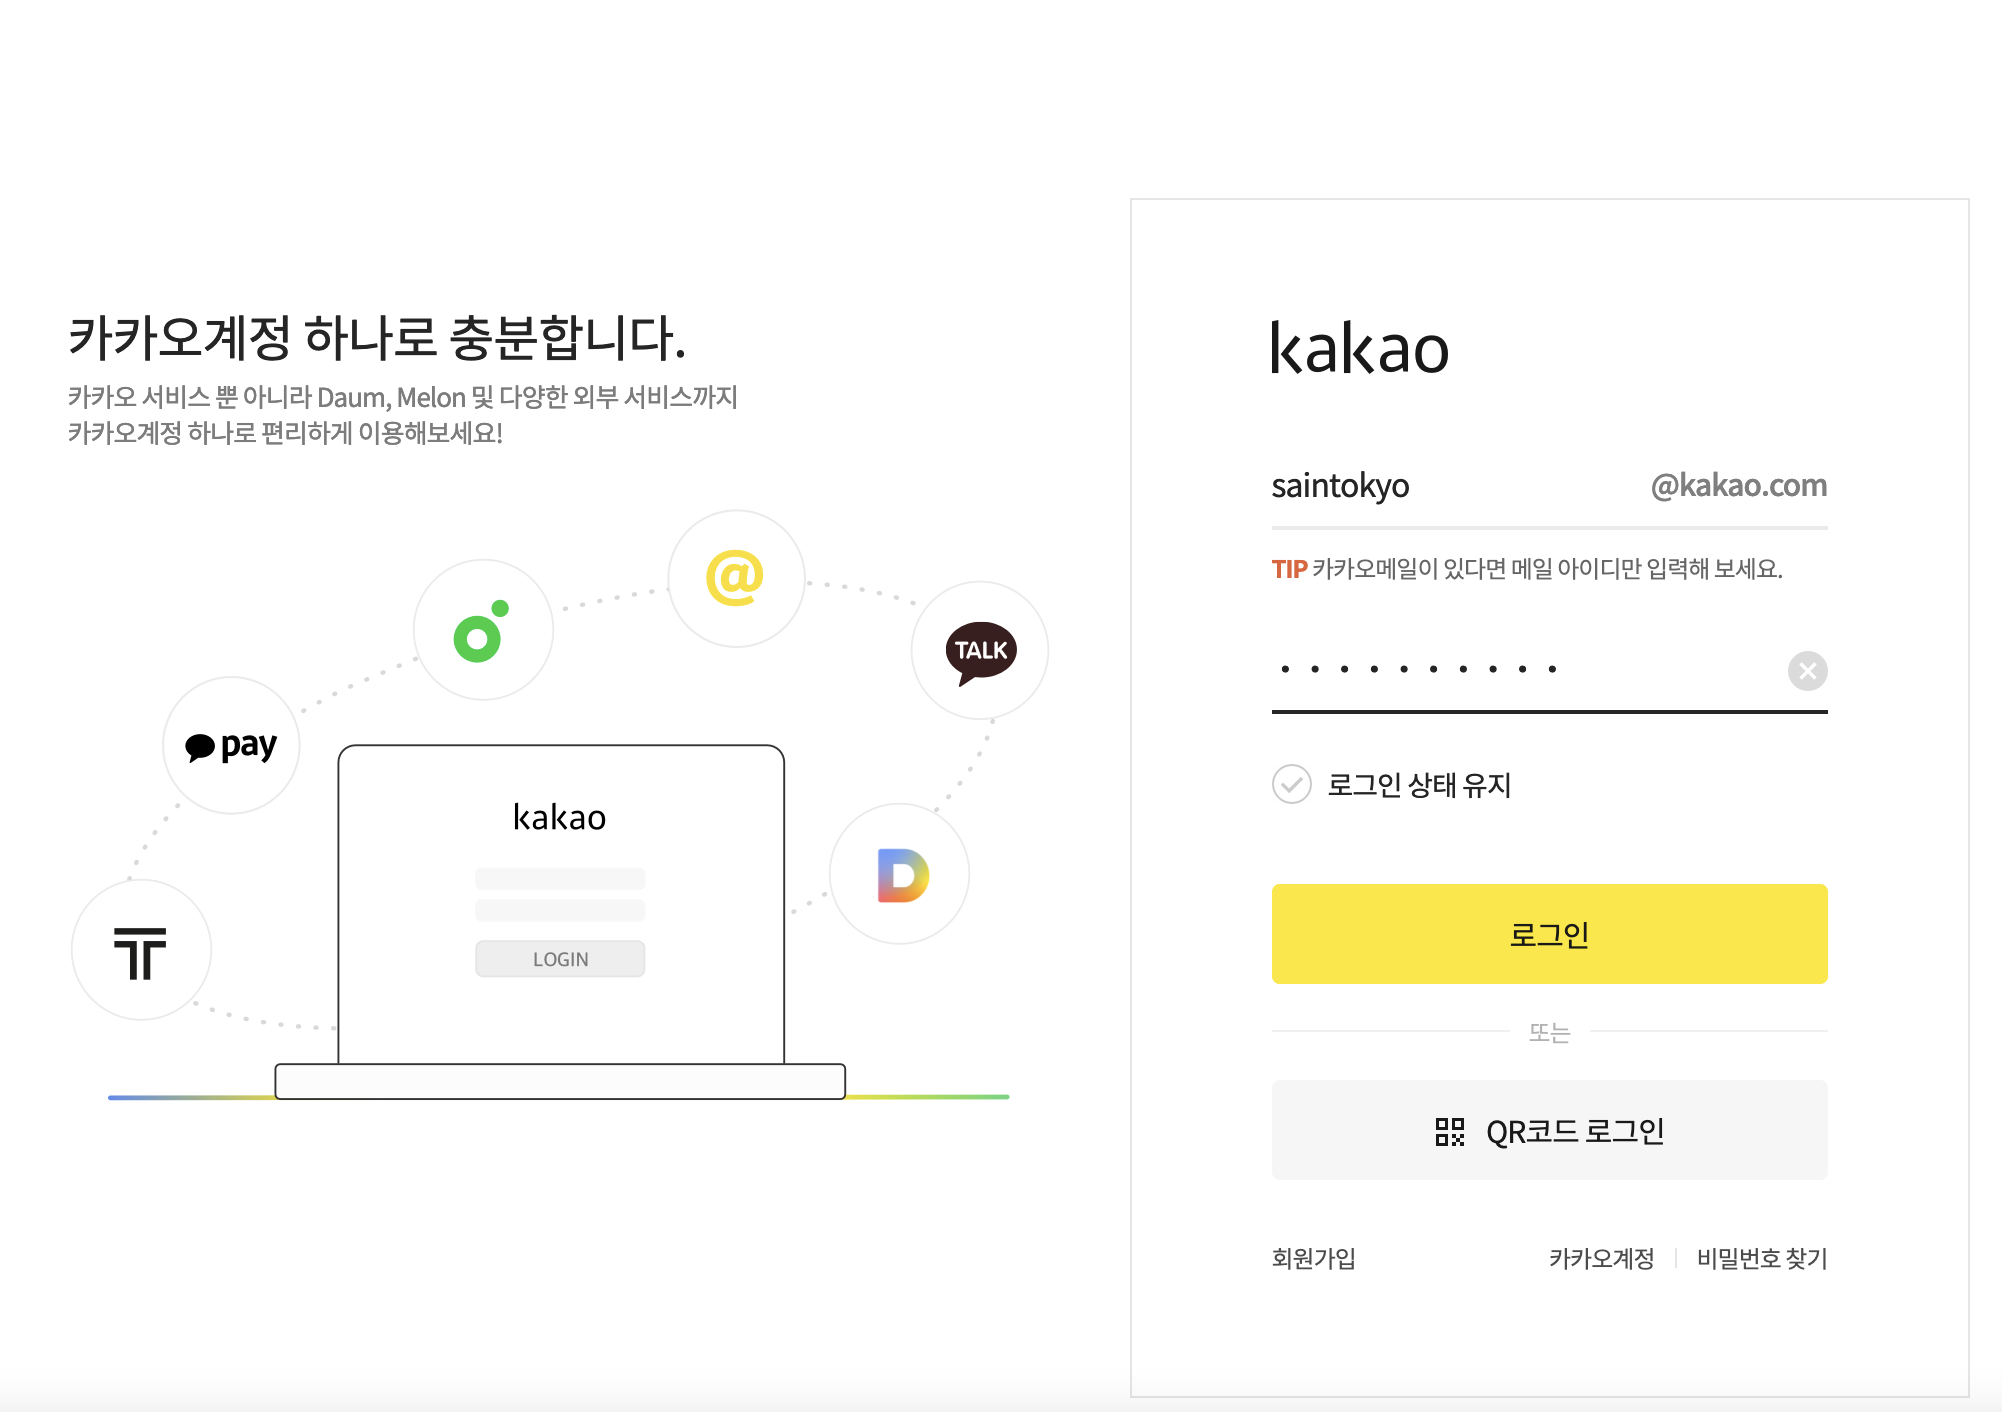 카카오계정 하나로 충분합니다.
카카오 서비스 뿐 아니라 Daum, Melon 및 다양한 외부 서비스까지
카카오계정 하나로 편리하게 이용해보세요!
@
TALK
pay
kakao
D
LOGIN
T
kakao
saintokyo @kakao.com
TIP 카카오메일이 있다면 메일 아이디만 입력해 보세요.
로그인 상태 유지
로그인
또는
QR코드 로그인
회원가입 카카오계정 | 비밀번호 찾기